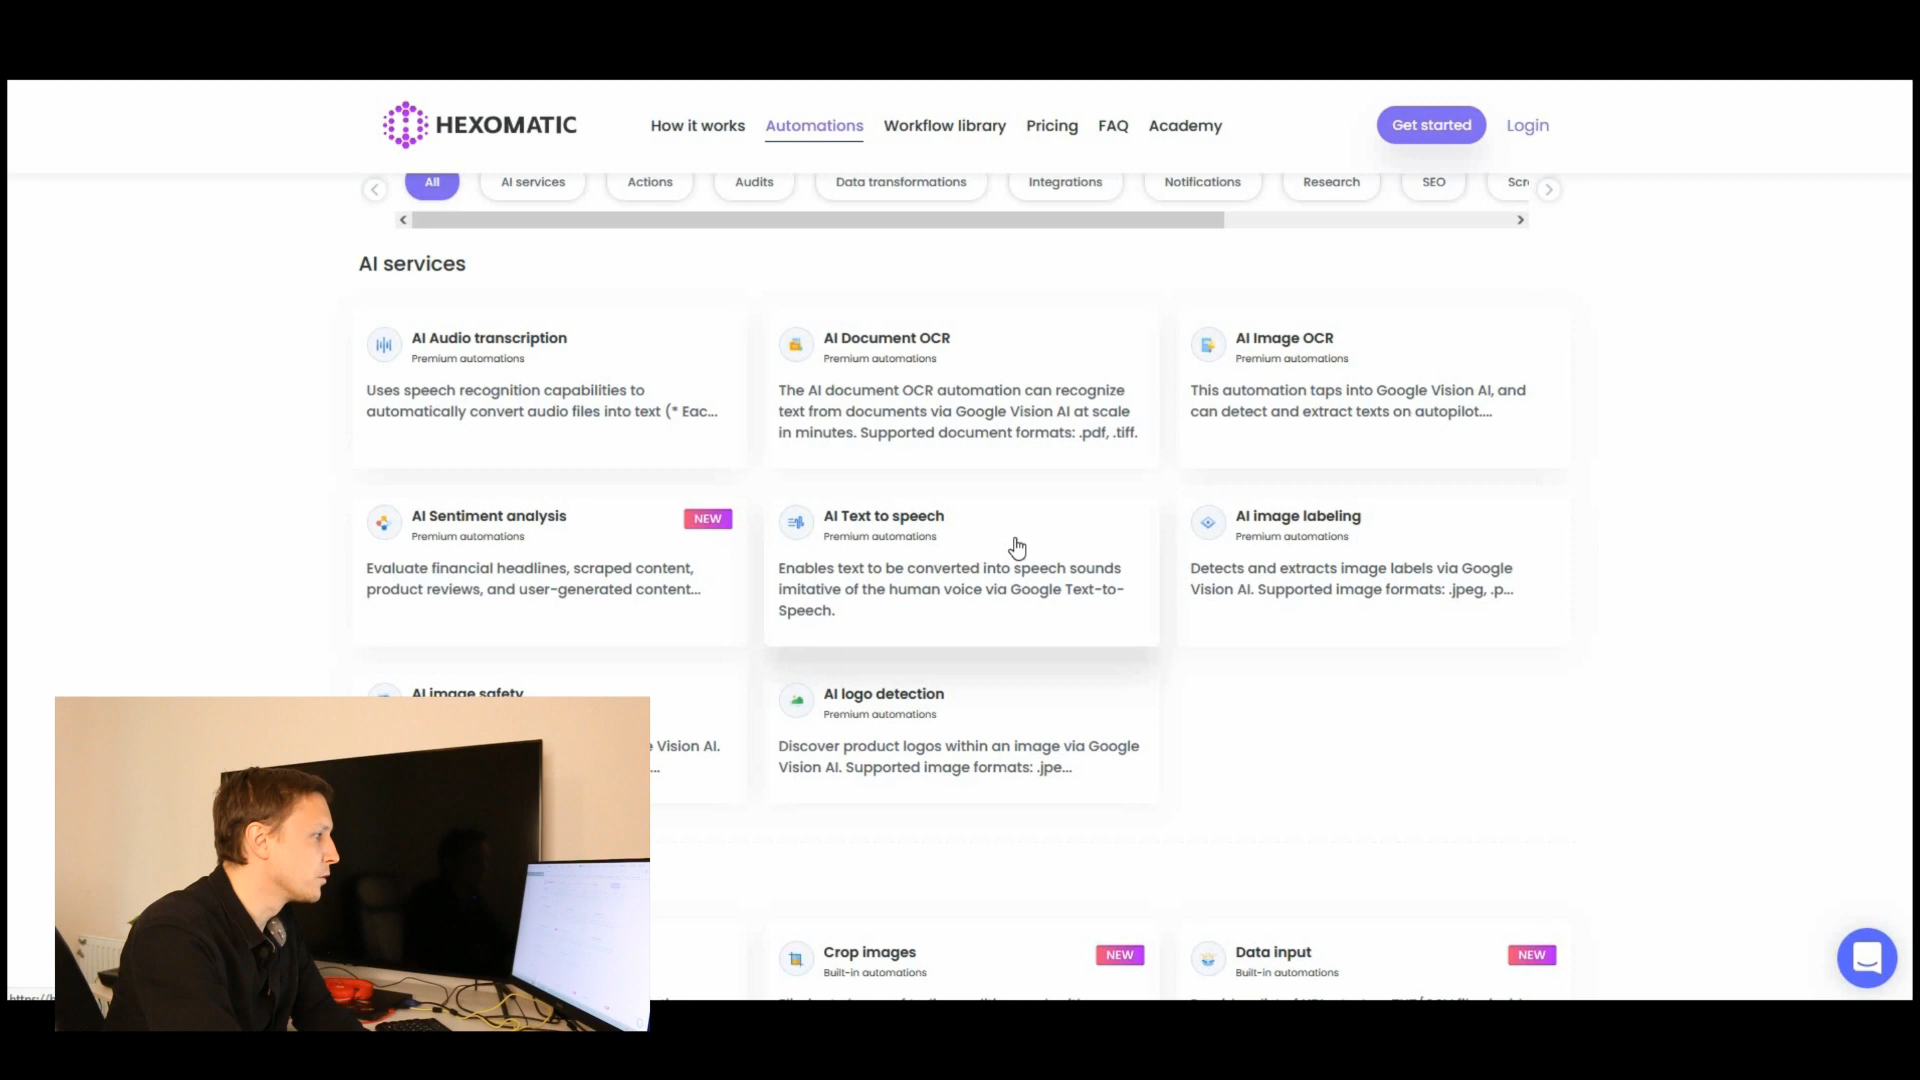 HEXOMATIC
How it works Automations Workflow library Pricing FAQ Academy
Get started Login
All AI services Actions Audits Data transformations Integrations Notifications Research SEO Scr
AI services
AI Audio transcription
Premium automations
Uses speech recognition capabilities to
automatically convert audio files into text (* Eac...
AI Document OCR
Premium automations
The AI document OCR automation can recognize
text from documents via Google Vision AI at scale
in minutes. Supported document formats: .pdf, .tiff.
AI Image OCR
Premium automations
This automation taps into Google Vision AI, and
can detect and extract texts on autopilot....
AI Sentiment analysis
NEW
Premium automations
Evaluate financial headlines, scraped content,
product reviews, and user-generated content...
AI Text to speech
Premium automations
Enables text to be converted into speech sounds
imitative of the human voice via Google Text-to-
Speech.
AI image labeling
Premium automations
Detects and extracts image labels via Google
Vision AI. Supported image formats: .jpeg, .p...
AI image safety
Vision AI.
...
AI logo detection
Premium automations
Discover product logos within an image via Google
Vision AI. Supported image formats: .jpe...
Crop images
NEW
Built-in automations
Data input
NEW
Built-in automations